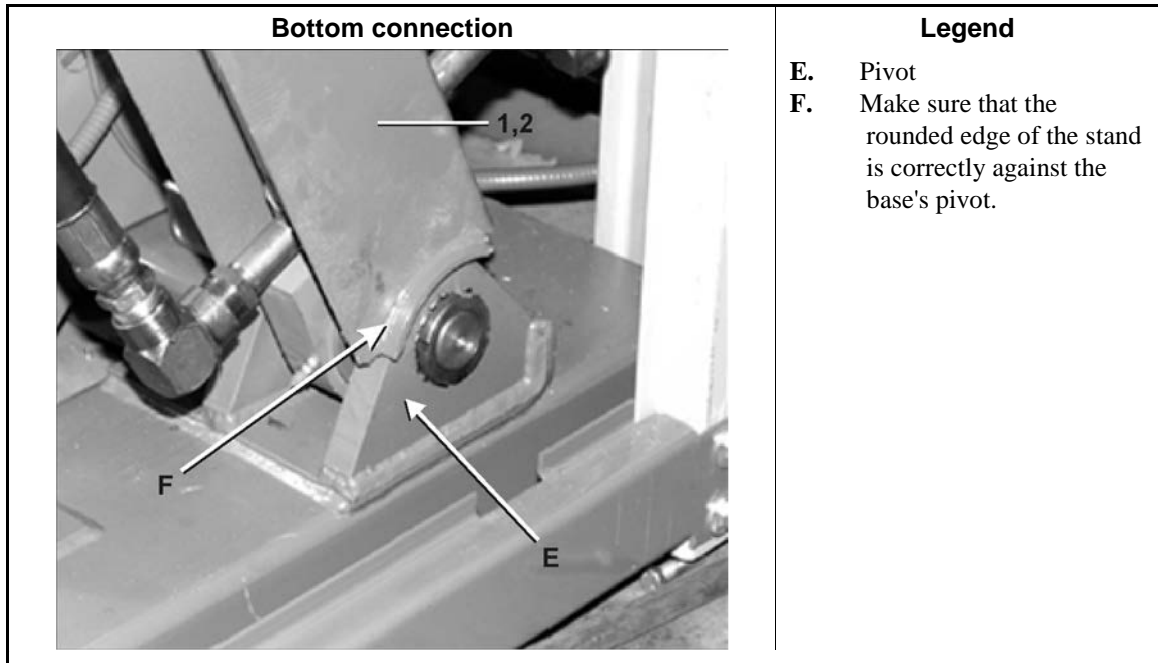 Bottom connection
1,2
F
E
Legend
E. Pivot
F. Make sure that the
rounded edge of the stand
is correctly against the
base's pivot.